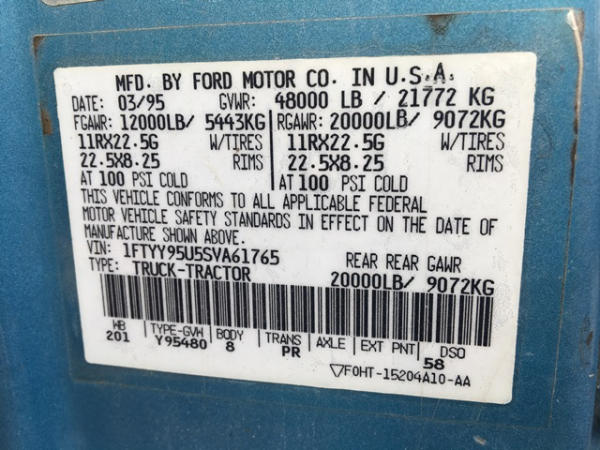 MFD. BY FORD MOTOR CO. IN U.S.A.
DATE: 03/95 GVWR: 48000 LB / 21772 KG
FGAWR: 12000LB/ 5443KG RGAWR: 20000LB/ 9072KG
11RX22.5G W/TIRES 11RX22.5G W/TIRES
22.5X8.25 RIMS 22.5X8.25 RIMS
AT 100 PSI COLD AT 100 PSI COLD
THIS VEHICLE CONFORMS TO ALL APPLICABLE FEDERAL
MOTOR VEHICLE SAFETY STANDARDS IN EFFECT ON THE DATE OF
MANUFACTURE SHOWN ABOVE.
VIN: 1FTYY95U5SVA61765 REAR REAR GAWR
TYPE: TRUCK-TRACTOR 20000LB/ 9072KG
WB TYPE-GVW BODY TRANS AXLE EXT PNT DSO
201 Y95480 8 PR 58
▽F0HT-15204A10-AA